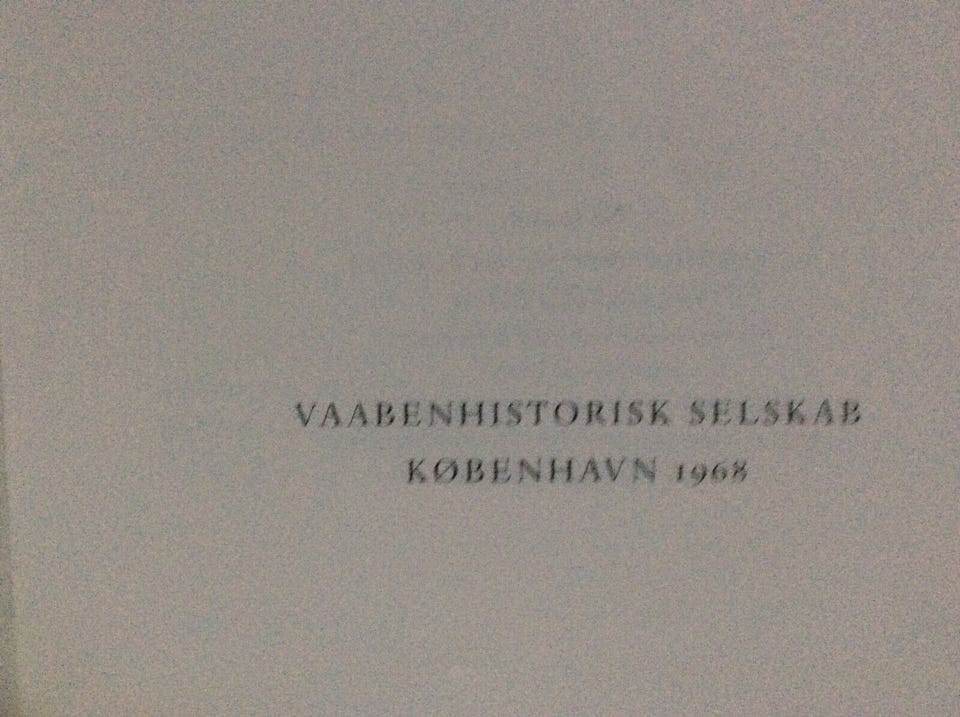 VAABENHISTORISK SELSKAB
KØBENHAVN 1968